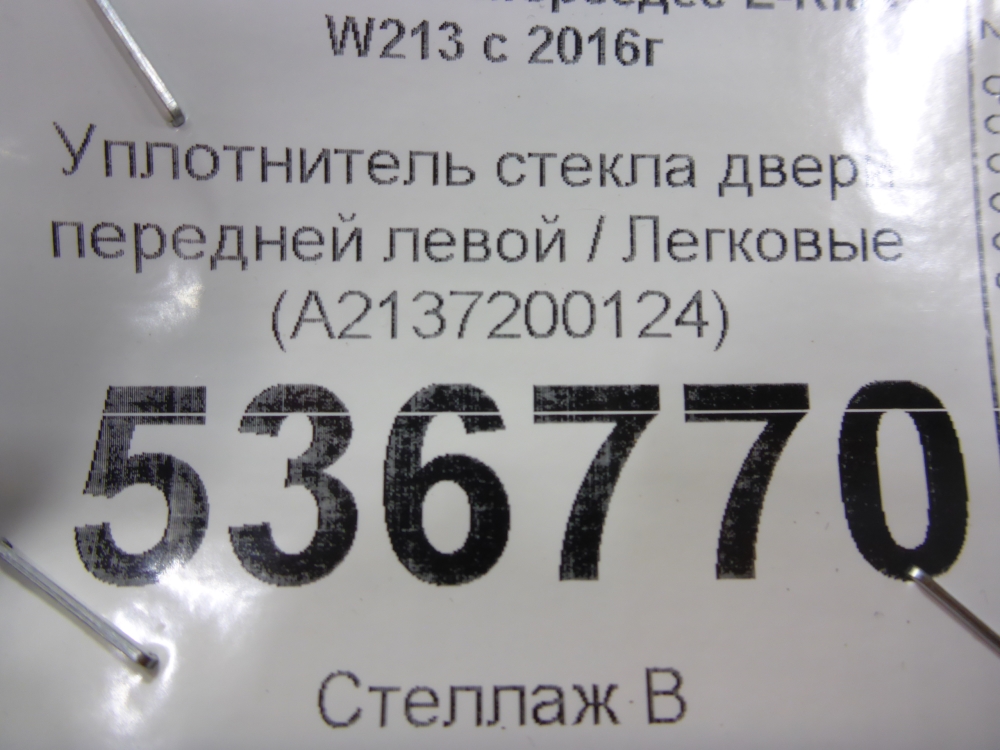 W213 с 2016г
Уплотнитель стекла двери
передней левой / Легковые
(A2137200124)
536770
Стеллаж В